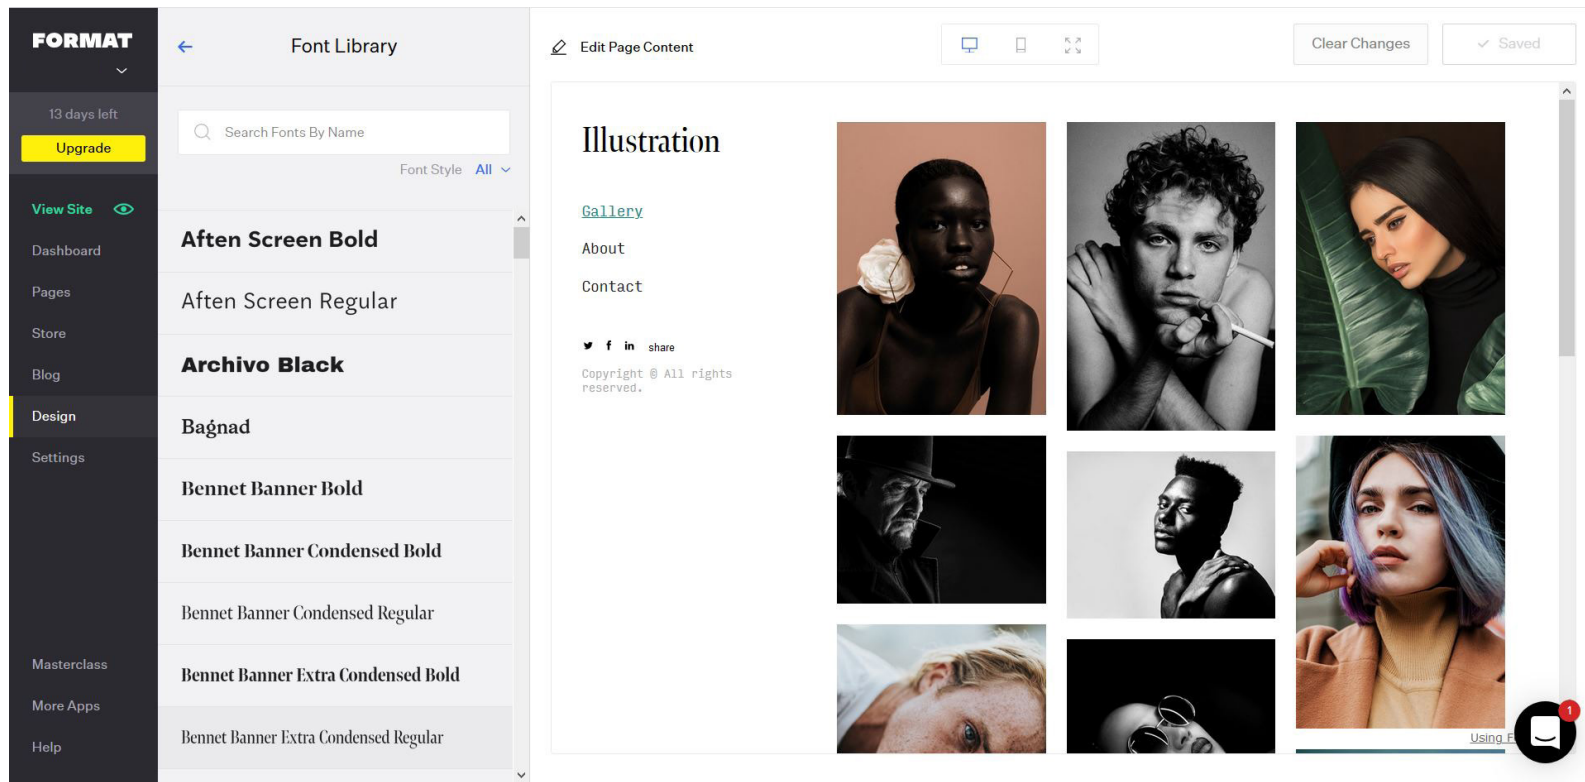 FORMAT
13 days left
Upgrade
View Site
Dashboard
Pages
Store
Blog
Design
Settings
Masterclass
More Apps
Help
Font Library
Search Fonts By Name
Font Style All
Aften Screen Bold
Aften Screen Regular
Archivo Black
Bagnad
Bennet Banner Bold
Bennet Banner Condensed Bold
Bennet Banner Condensed Regular
Bennet Banner Extra Condensed Bold
Bennet Banner Extra Condensed Regular
Edit Page Content
Clear Changes
Saved
Illustration
Gallery
About
Contact
share
Copyright @ All rights
reserved.
Using
1